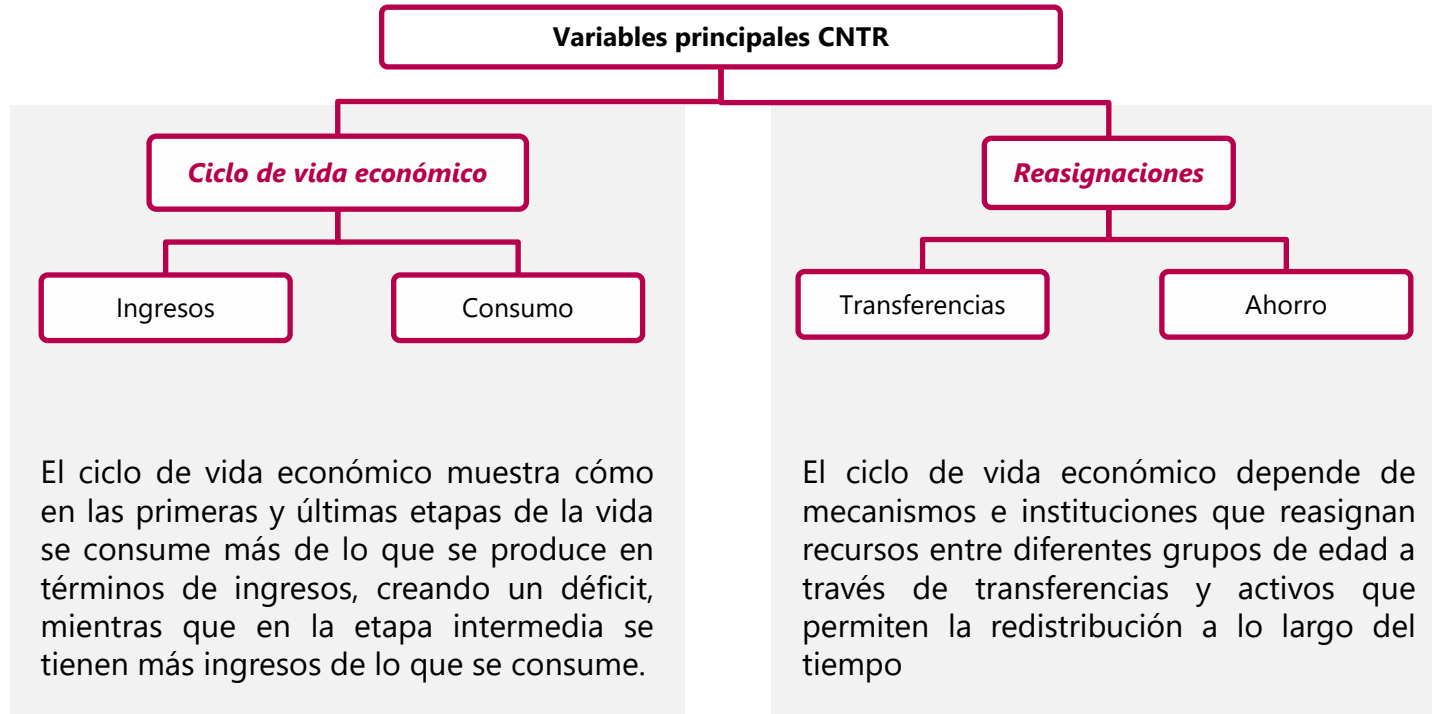 Variables principales CNTR
Ciclo de vida económico
Ingresos
Consumo
El ciclo de vida económico muestra cómo
en las primeras y últimas etapas de la vida
se consume más de lo que se produce en
términos de ingresos, creando un déficit,
mientras que en la etapa intermedia se
tienen más ingresos de lo que se consume.
Reasignaciones
Transferencias
Ahorro
El ciclo de vida económico depende de
mecanismos e instituciones que reasignan
recursos entre diferentes grupos de edad a
través de transferencias y activos que
permiten la redistribución a lo largo del
tiempo